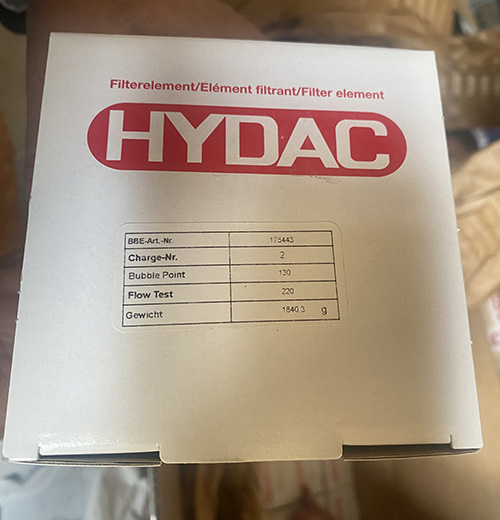 Filterelement/Elément filtrant/Filter element
HYDAC
BBE-Art.-Nr. 175443
Charge-Nr. 2
Bubble Point 130
Flow Test 220
Gewicht 1840.3 g